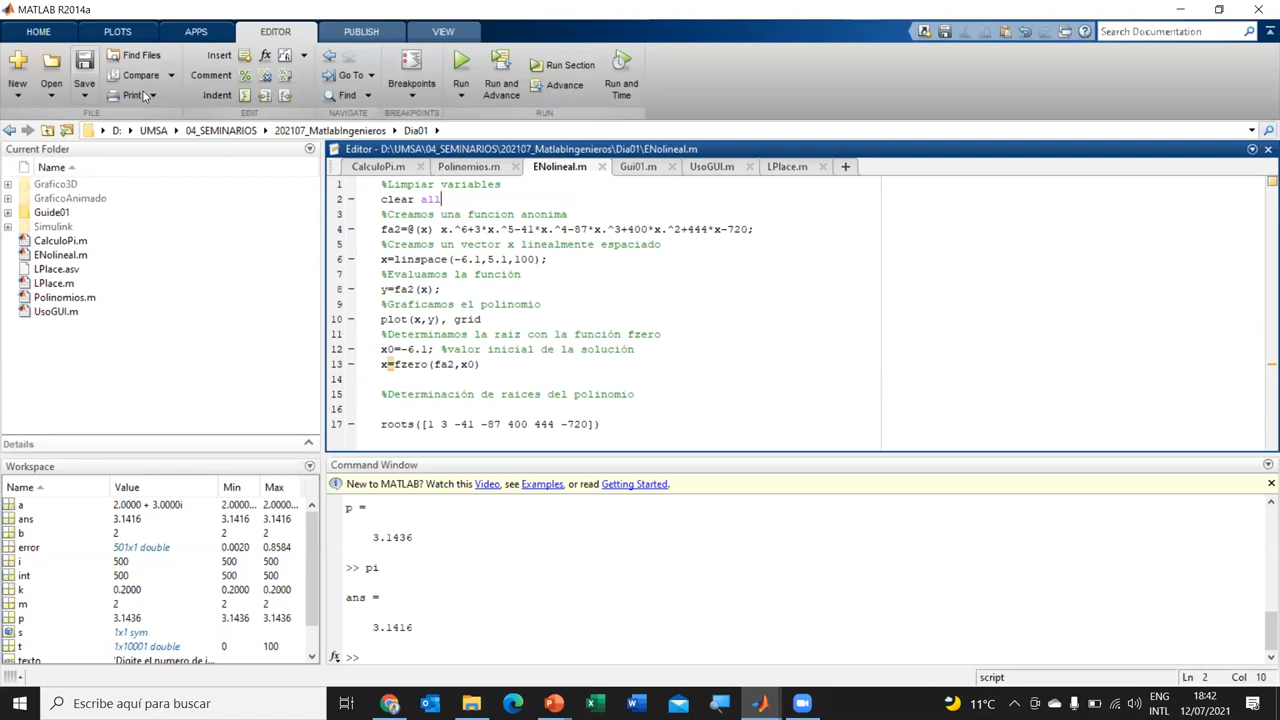 MATLAB R2014a
HOME PLOTS APPS EDITOR PUBLISH VIEW
Search Documentation
New Open Save
Find Files
Compare
Print
Insert
Comment
Indent
Go To
Find
Breakpoints
Run
Run and Advance
Run Section
Advance
Run and Time
FILE EDIT NAVIGATE BREAKPOINTS RUN
D: UMSA 04_SEMINARIOS 202107_MatlabIngenieros Dia01
Current Folder
Name
Grafico3D
GraficoAnimado
Guide01
Simulink
CalculoPi.m
ENolineal.m
LPlace.asv
LPlace.m
Polinomios.m
UsoGUI.m
Details
Workspace
Name Value Min Max
a 2.0000 + 3.0000i 2.0000... 2.0000...
ans 3.1416 3.1416 3.1416
b 2 2 2
error 501x1 double 0.0020 0.8584
i 500 500 500
int 500 500 500
k 0.2000 0.2000 0.2000
m 2 2 2
p 3.1436 3.1436 3.1436
s 1x1 sym
t 1x10001 double 0 100
texto 'Digite el numero de i...
Editor - D:\UMSA\04_SEMINARIOS\202107_MatlabIngenieros\Dia01\ENolineal.m
CalculoPi.m Polinomios.m ENolineal.m Gui01.m UsoGUI.m LPlace.m
1 %Limpiar variables
2 clear all
3 %Creamos una funcion anonima
4 fa2=@(x) x.^6+3*x.^5-41*x.^4-87*x.^3+400*x.^2+444*x-720;
5 %Creamos un vector x linealmente espaciado
6 x=linspace(-6.1,5.1,100);
7 %Evaluamos la función
8 y=fa2(x);
9 %Graficamos el polinomio
10 plot(x,y), grid
11 %Determinamos la raiz con la función fzero
12 x0=-6.1; %valor inicial de la solución
13 x=fzero(fa2,x0)
14
15 %Determinación de raices del polinomio
16
17 roots([1 3 -41 -87 400 444 -720])
Command Window
New to MATLAB? Watch this Video, see Examples, or read Getting Started.
p =
3.1436
>> pi
ans =
3.1416
fx >>
script Ln 2 Col 10
Escribe aquí para buscar
11°C
ENG
INTL
18:42
12/07/2021